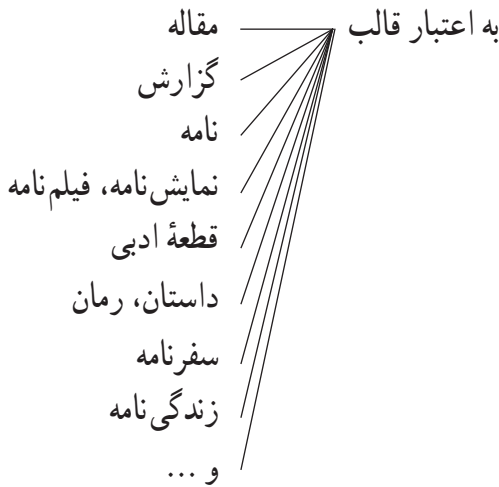 به اعتبار قالب
مقاله
گزارش
نامه
نمایش‌نامه، فیلم‌نامه
قطعهٔ ادبی
داستان، رمان
سفرنامه
زندگی‌نامه
و ...